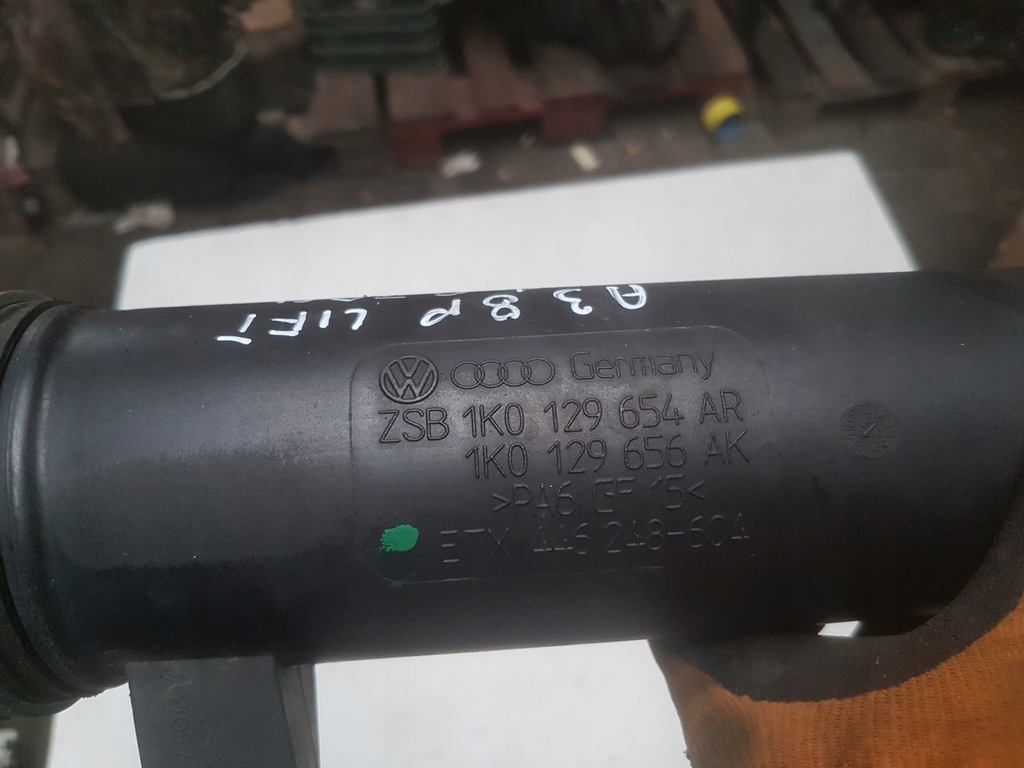 A3 8P LIFT
VW Germany
ZSB 1K0 129 654 AR
1K0 129 656 AK
>PA6 GF 15<
ETX 446 248-604